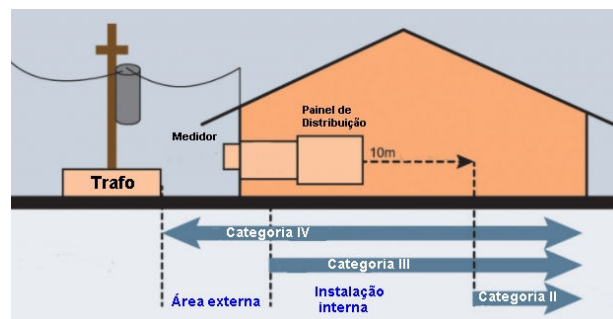 Painel de
Distribuição
Medidor
10m
Trafo
Categoria IV
Categoria III
Categoria II
Área externa
Instalação
interna